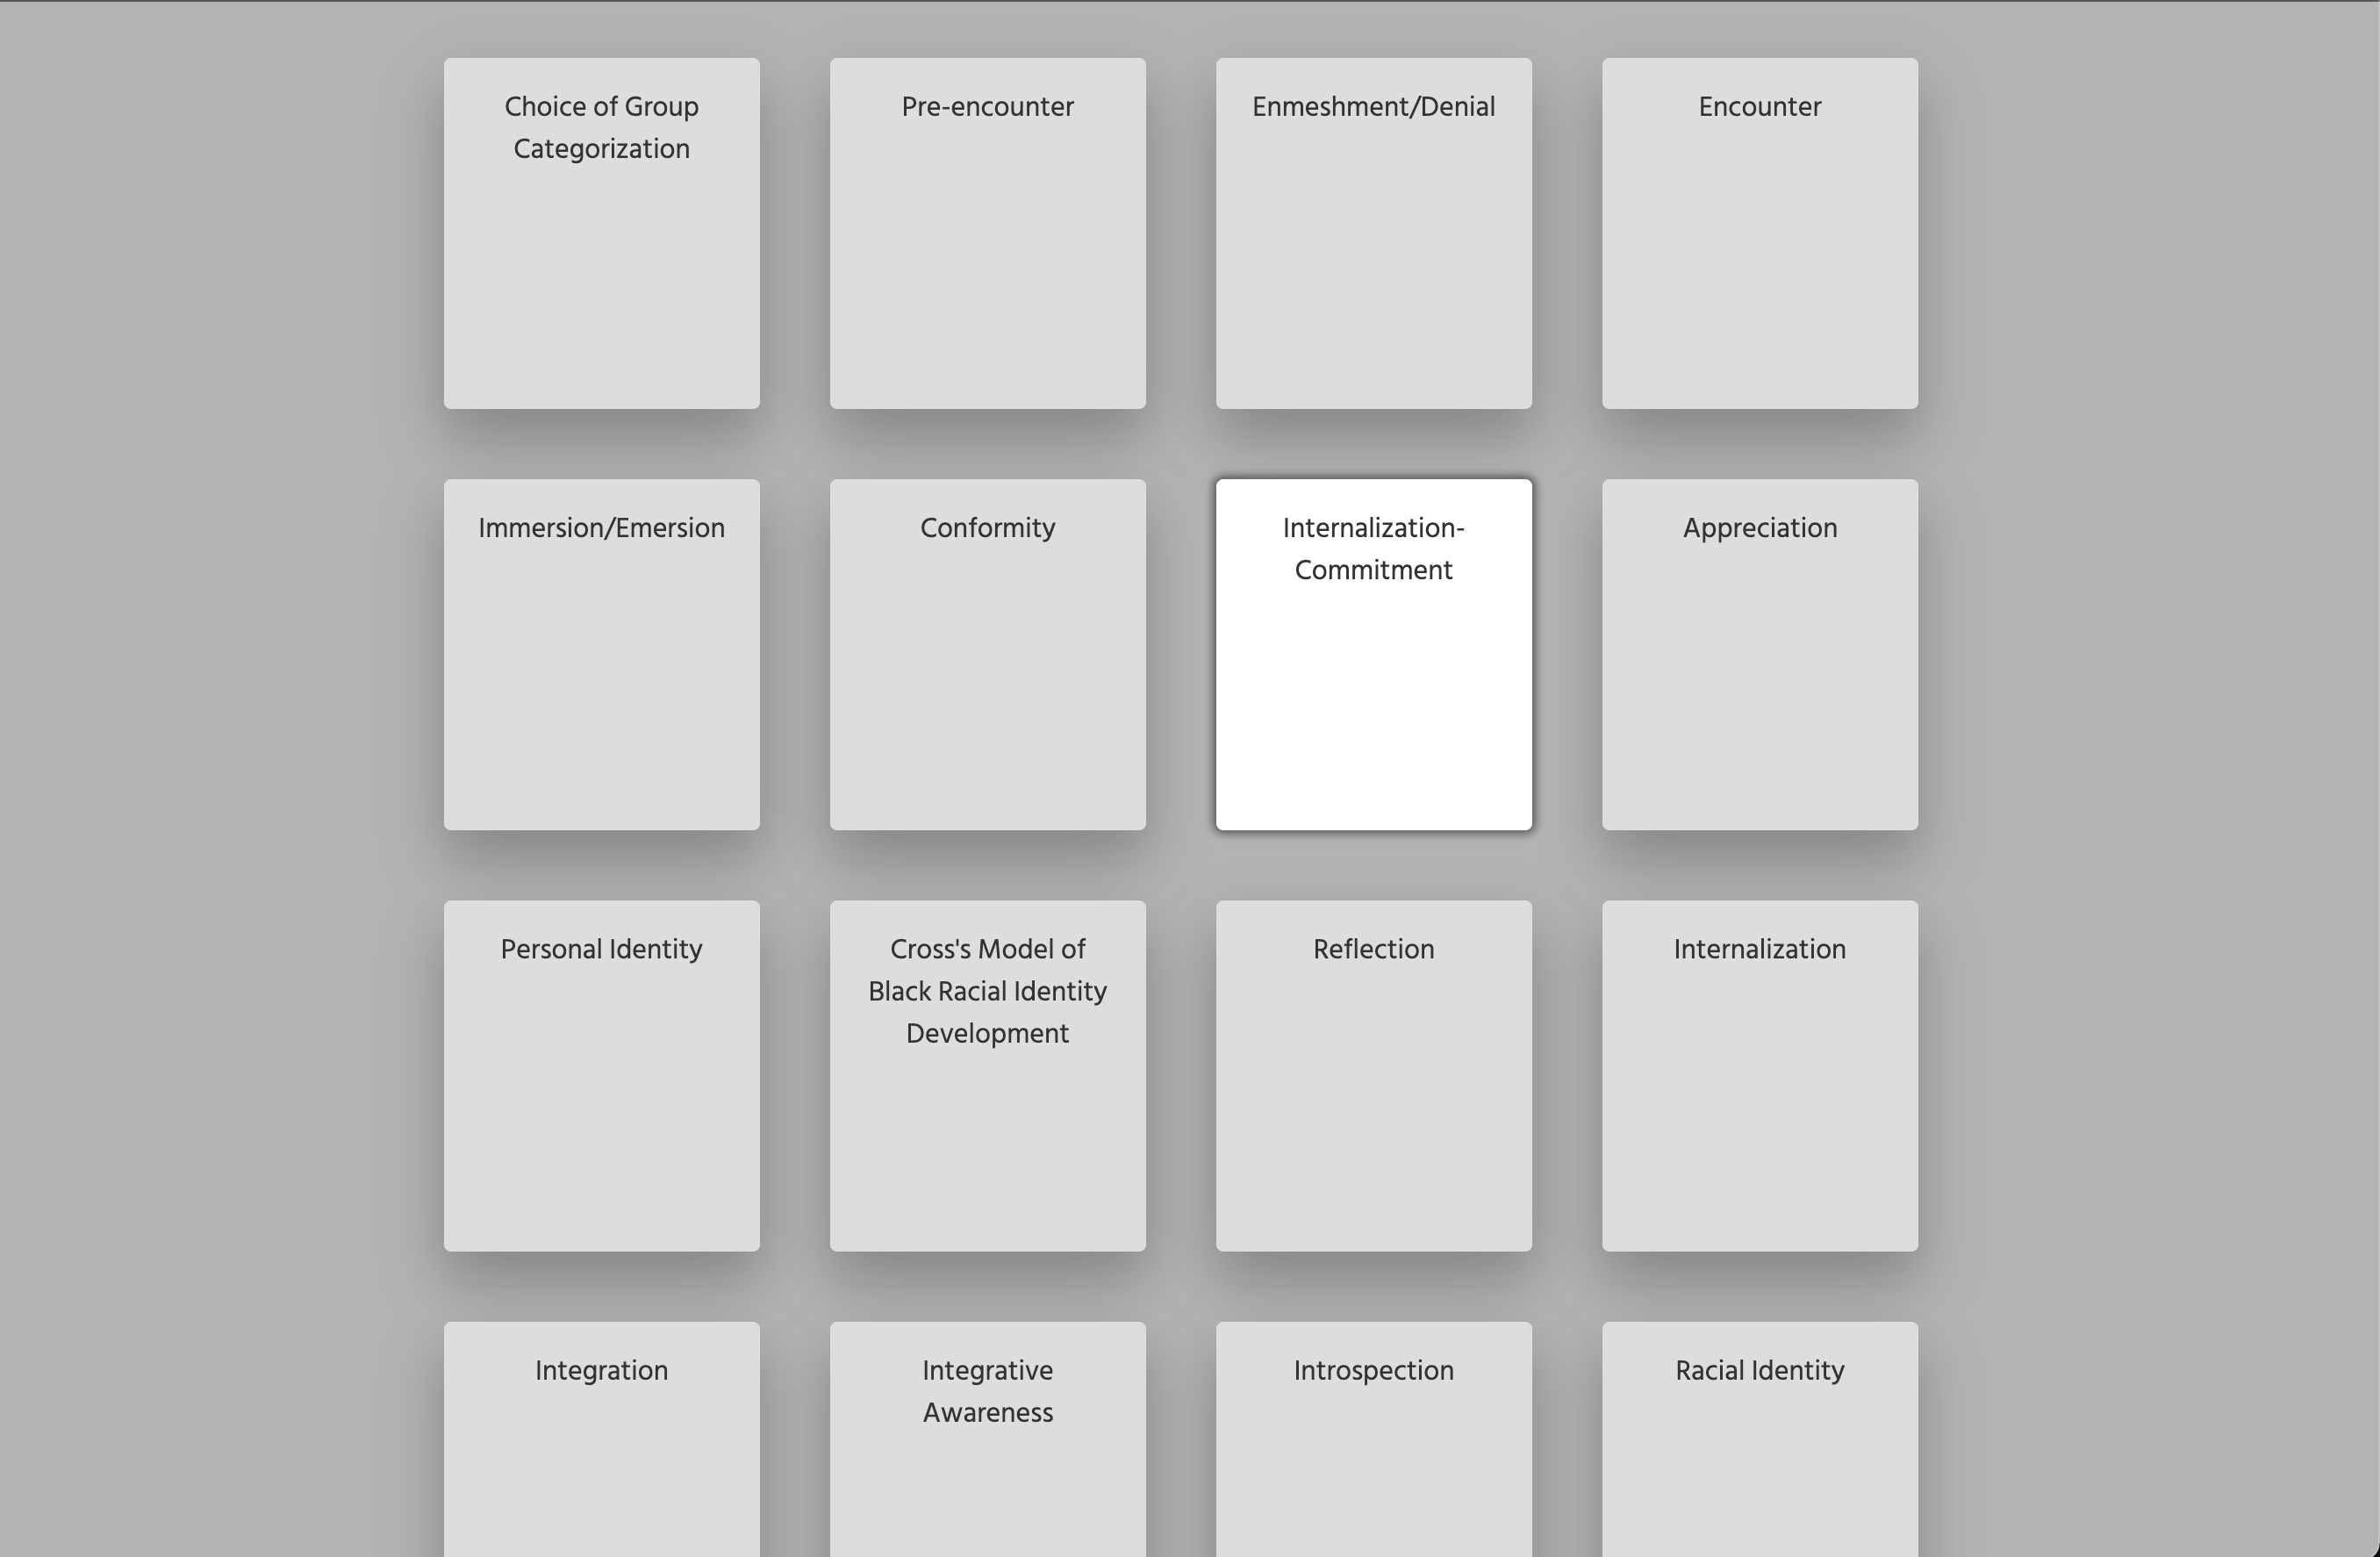 Choice of Group
Categorization
Pre-encounter
Enmeshment/Denial
Encounter
Immersion/Emersion
Conformity
Internalization-
Commitment
Appreciation
Personal Identity
Cross's Model of
Black Racial Identity
Development
Reflection
Internalization
Integration
Integrative
Awareness
Introspection
Racial Identity